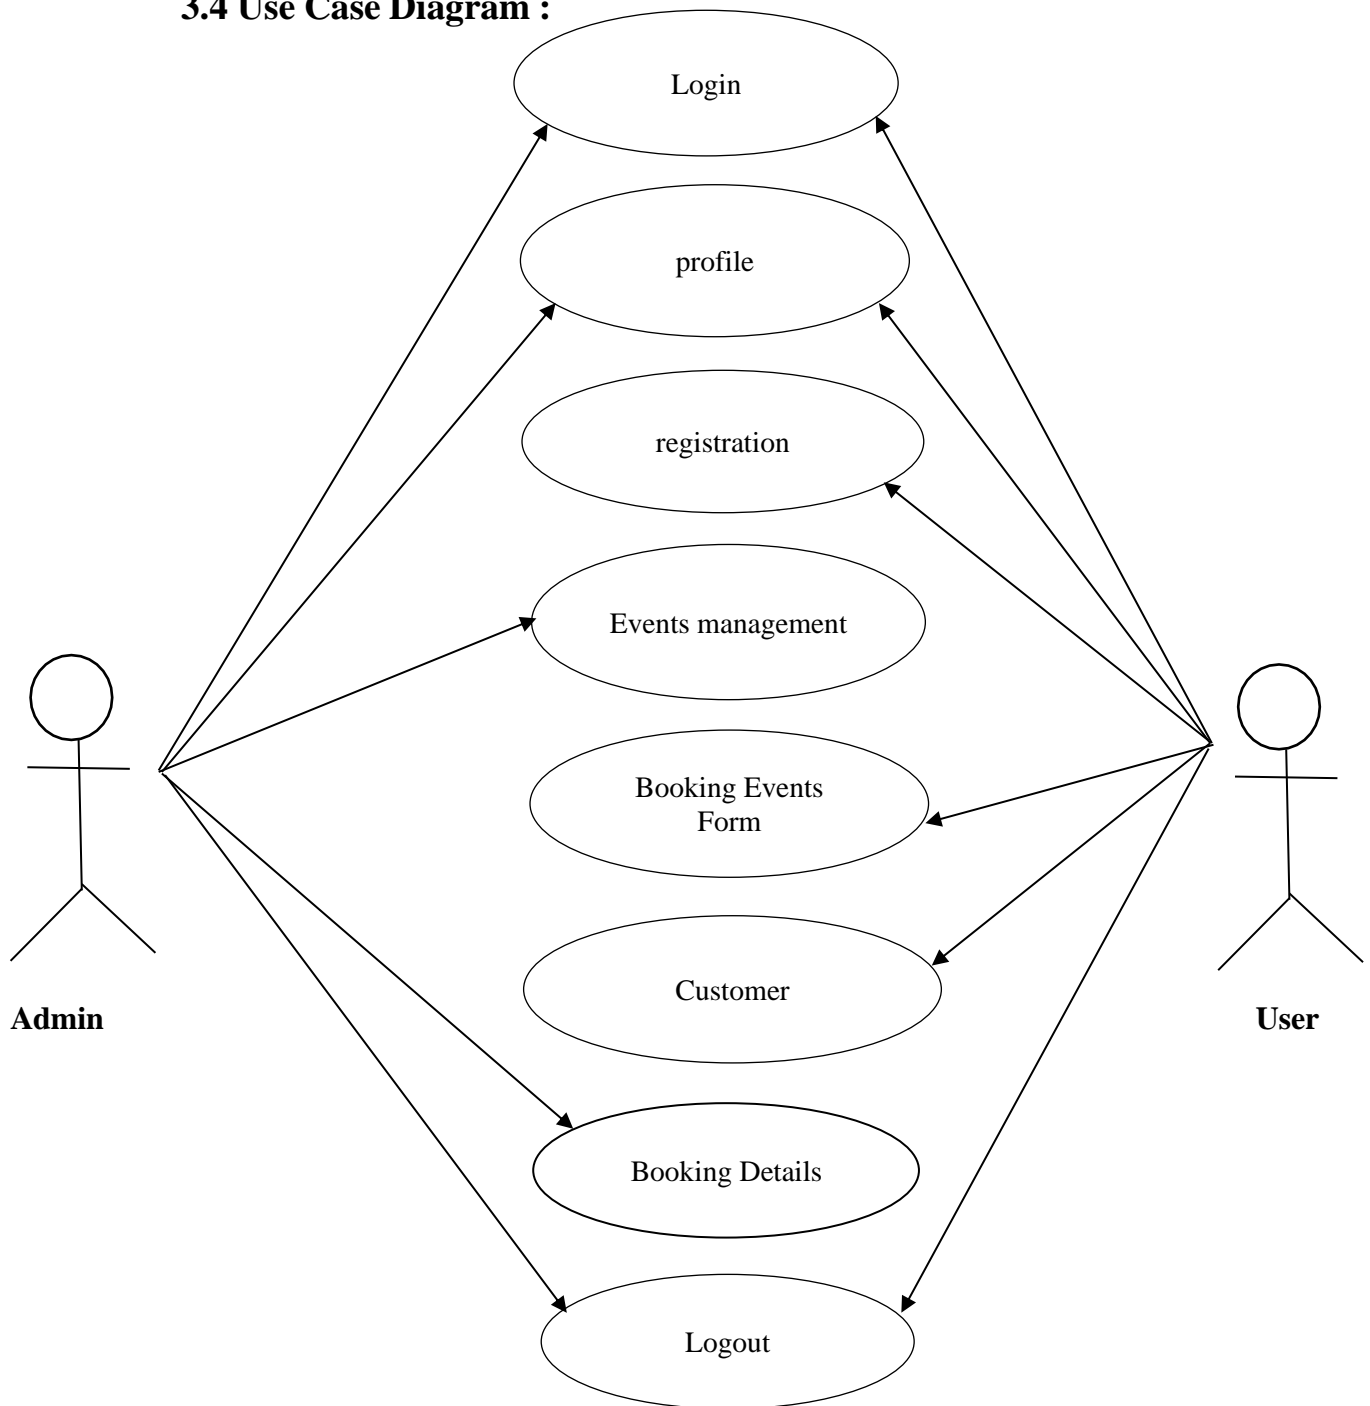 3.4 Use Case Diagram :
Login
profile
registration
Events management
Booking Events
Form
Customer
Admin
User
Booking Details
Logout